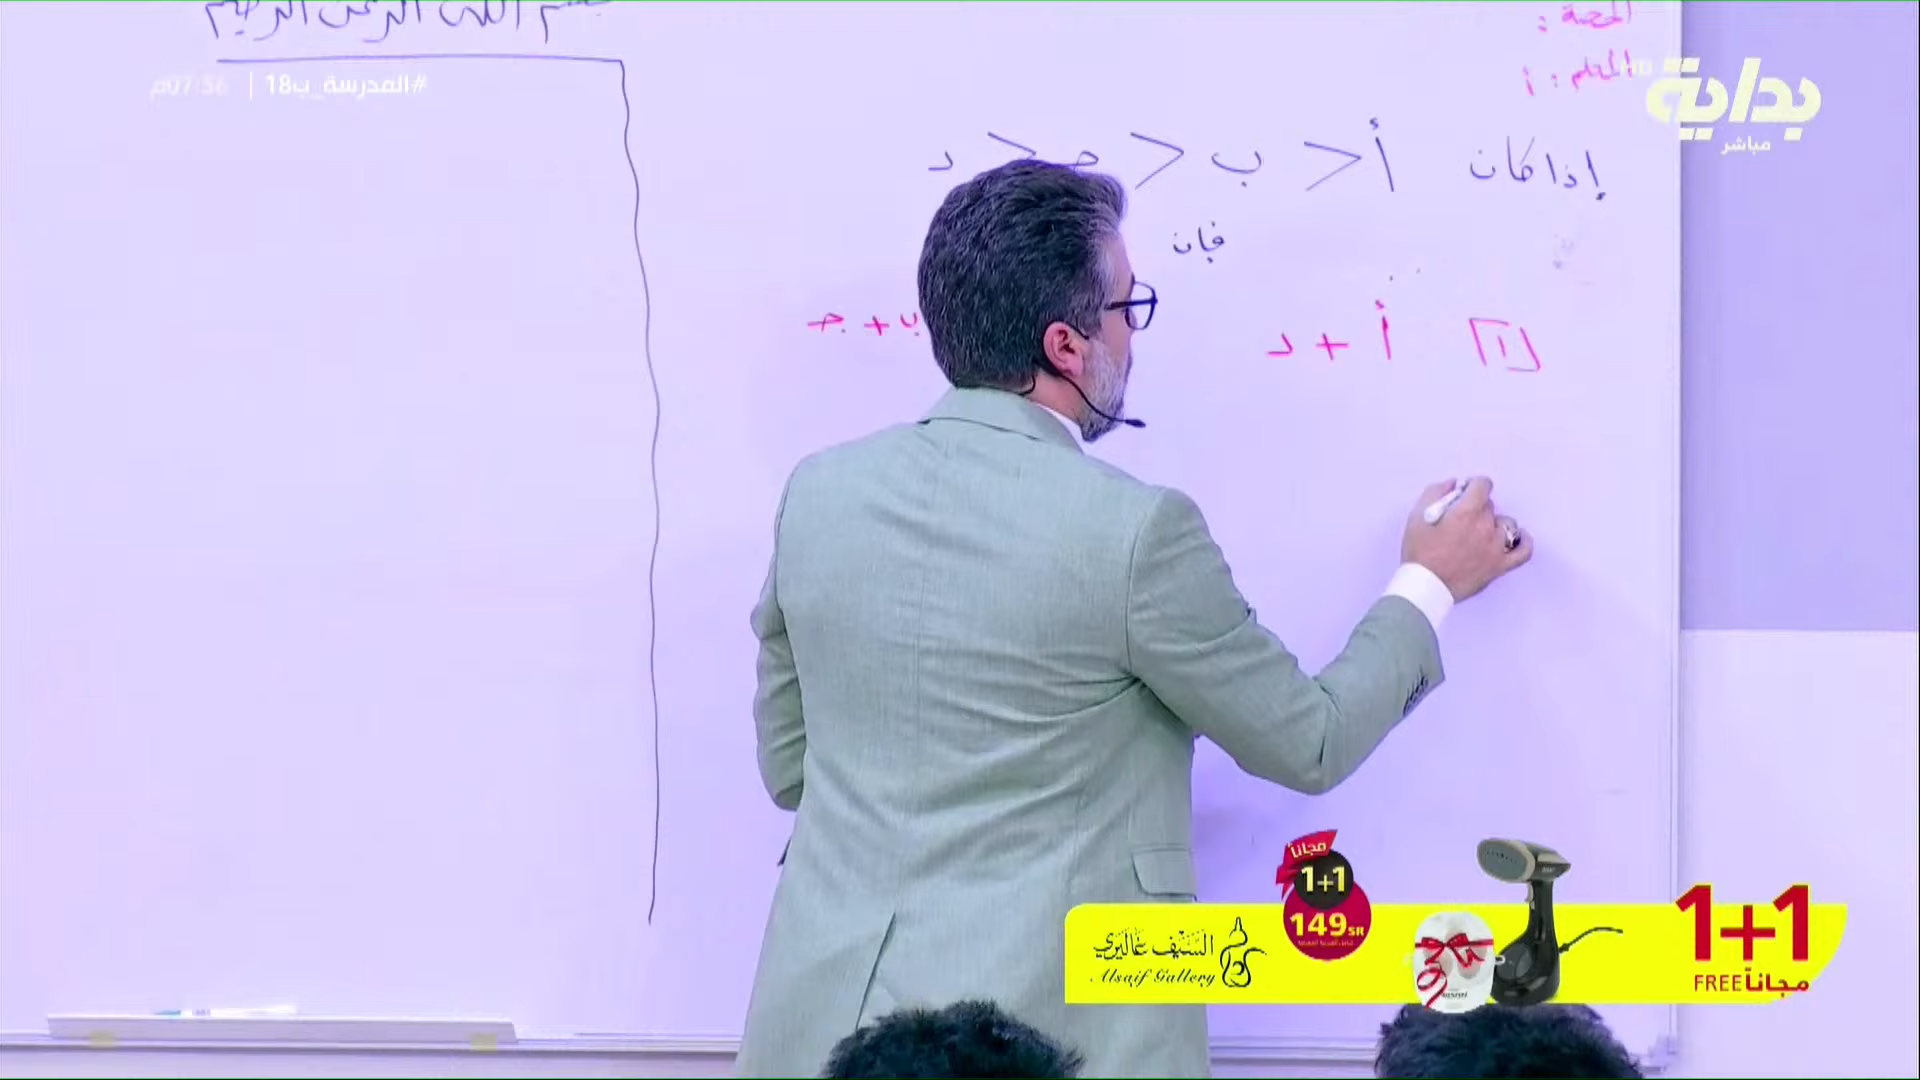 بسم الله الرحمن الرحيم
#المدرسة_ب18 | 07:56م
الحصة :
المعلم : أ
بداية
HD
مباشر
إذا كان أ > ب > جـ > د
فإن
[1] أ + د ب + جـ
مجاناً
1+1
149 SR
السيف غاليري
Alsaif Gallery
1+1
مجاناً FREE